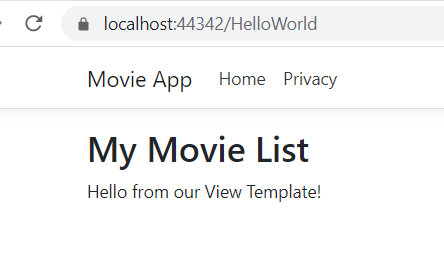 localhost:44342/HelloWorld
Movie App Home Privacy
My Movie List
Hello from our View Template!